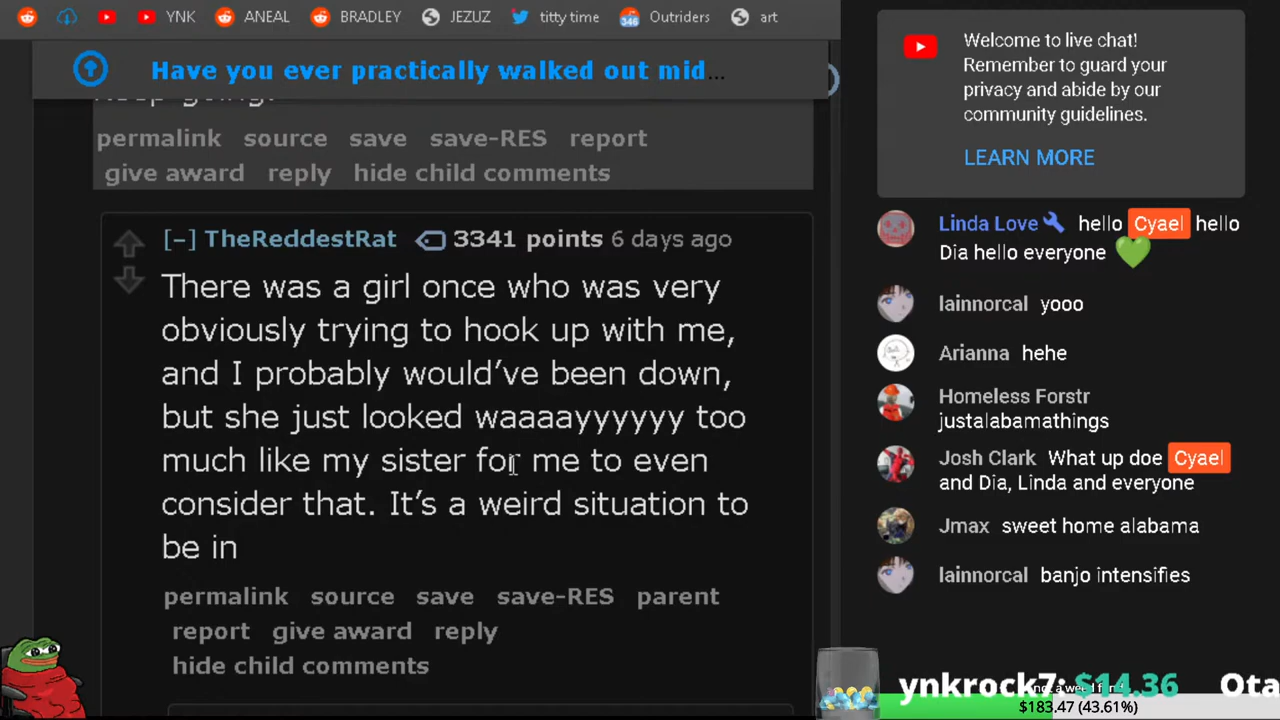 YNK ANEAL BRADLEY JEZUZ titty time 346 Outriders art
Have you ever practically walked out mid...
keep going.
permalink source save save-RES report
give award reply hide child comments
[–] TheReddestRat 3341 points 6 days ago
There was a girl once who was very
obviously trying to hook up with me,
and I probably would’ve been down,
but she just looked waaaayyyyyy too
much like my sister for me to even
consider that. It’s a weird situation to
be in
permalink source save save-RES parent
report give award reply
hide child comments
Welcome to live chat!
Remember to guard your
privacy and abide by our
community guidelines.
LEARN MORE
Linda Love hello Cyael hello
Dia hello everyone
lainnorcal yooo
Arianna hehe
Homeless Forstr
justalabamathings
Josh Clark What up doe Cyael
and Dia, Linda and everyone
Jmax sweet home alabama
lainnorcal banjo intensifies
ynkrock7: $14.36 Ota
$183.47 (43.61%)